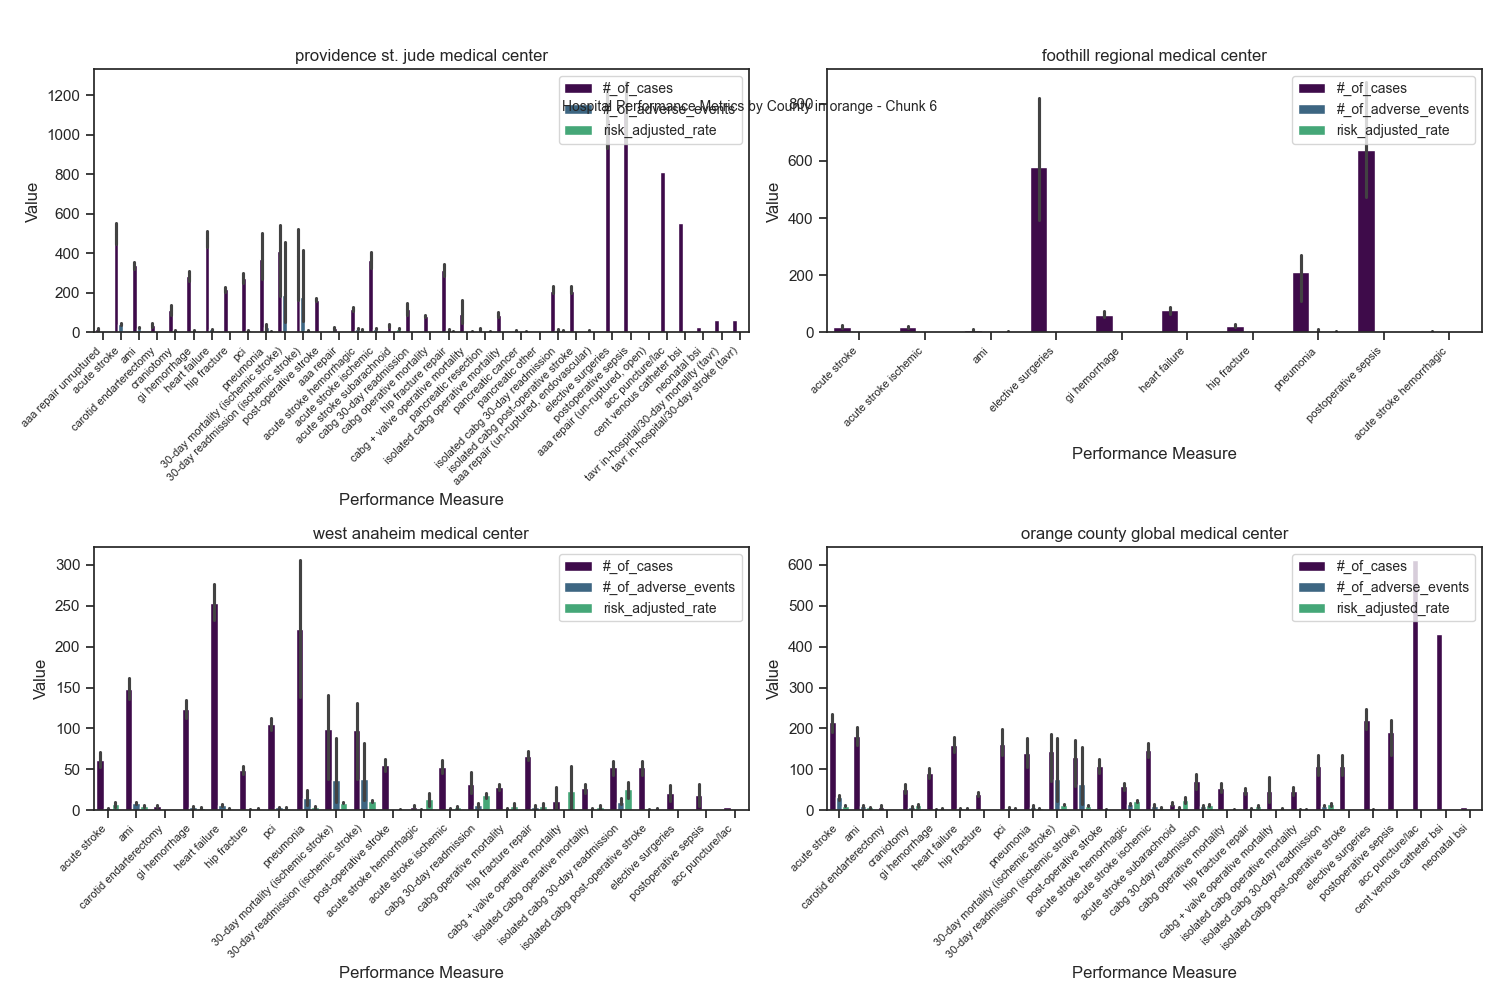 providence st. jude medical center
foothill regional medical center
Hospital Performance Metrics by County in orange - Chunk 6
#_of_cases
#_of_adverse_events
risk_adjusted_rate
Value
1200
1000
800
600
400
200
0
aaa repair unruptured
acute stroke
ami
carotid endarterectomy
craniotomy
gi hemorrhage
heart failure
hip fracture
pci
pneumonia
30-day mortality (ischemic stroke)
30-day readmission (ischemic stroke)
post-operative stroke
aaa repair
acute stroke hemorrhagic
acute stroke ischemic
acute stroke subarachnoid
cabg 30-day readmission
cabg operative mortality
hip fracture repair
cabg + valve operative mortality
pancreatic resection
isolated cabg operative mortality
pancreatic cancer
pancreatic other
isolated cabg 30-day readmission
isolated cabg post-operative stroke
aaa repair (un-ruptured, endovascular)
elective surgeries
postoperative sepsis
aaa repair (un-ruptured, open)
acc puncture/lac
cent venous catheter bsi
neonatal bsi
tavr in-hospital/30-day mortality (tavr)
tavr in-hospital/30-day stroke (tavr)
Performance Measure
#_of_cases
#_of_adverse_events
risk_adjusted_rate
Value
800
600
400
200
0
acute stroke
acute stroke ischemic
ami
elective surgeries
gi hemorrhage
heart failure
hip fracture
pneumonia
postoperative sepsis
acute stroke hemorrhagic
Performance Measure
west anaheim medical center
#_of_cases
#_of_adverse_events
risk_adjusted_rate
Value
300
250
200
150
100
50
0
acute stroke
ami
carotid endarterectomy
gi hemorrhage
heart failure
hip fracture
pci
pneumonia
30-day mortality (ischemic stroke)
30-day readmission (ischemic stroke)
post-operative stroke
acute stroke hemorrhagic
acute stroke ischemic
cabg 30-day readmission
cabg operative mortality
hip fracture repair
cabg + valve operative mortality
isolated cabg operative mortality
isolated cabg 30-day readmission
isolated cabg post-operative stroke
elective surgeries
postoperative sepsis
acc puncture/lac
Performance Measure
orange county global medical center
#_of_cases
#_of_adverse_events
risk_adjusted_rate
Value
600
500
400
300
200
100
0
acute stroke
ami
carotid endarterectomy
craniotomy
gi hemorrhage
heart failure
hip fracture
pci
pneumonia
30-day mortality (ischemic stroke)
30-day readmission (ischemic stroke)
post-operative stroke
acute stroke hemorrhagic
acute stroke ischemic
acute stroke subarachnoid
cabg 30-day readmission
cabg operative mortality
hip fracture repair
cabg + valve operative mortality
isolated cabg operative mortality
isolated cabg 30-day readmission
isolated cabg post-operative stroke
elective surgeries
postoperative sepsis
acc puncture/lac
cent venous catheter bsi
neonatal bsi
Performance Measure